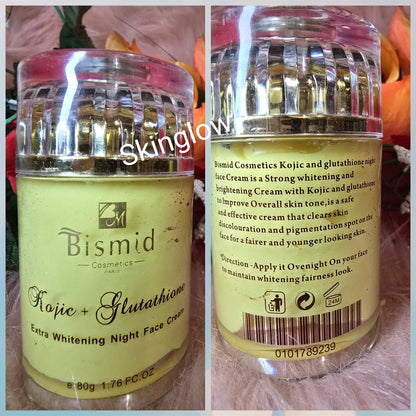 Skinglow
BM
Bismid
Cosmetics
PARIS
Kojic + Glutathione
Extra Whitening Night Face Cream
e 80g 1.76 FC.OZ
Bismid Cosmetics Kojic and glutathione night
face Cream is a Strong whitening and
brightening Cream with Kojic and glutathione
to Improve Overall skin tone, is a safe
and effective cream that clears skin
discolouration and pigmentation spot on the
face for a fairer and younger looking skin.
*Direction -Apply it Ovenight On your face
to maintain whitening fairness look.
24M
0101789239